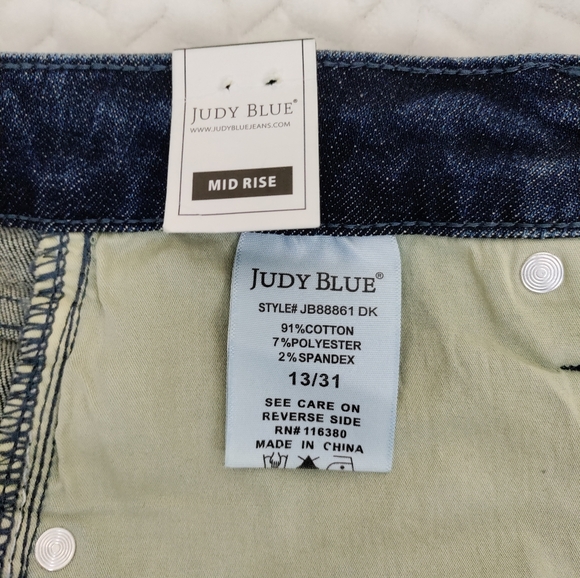 JUDY BLUE®
WWW.JUDYBLUEJEANS.COM
MID RISE
JUDY BLUE®
STYLE# JB88861 DK
91%COTTON
7%POLYESTER
2%SPANDEX
13/31
SEE CARE ON
REVERSE SIDE
RN# 116380
MADE IN CHINA